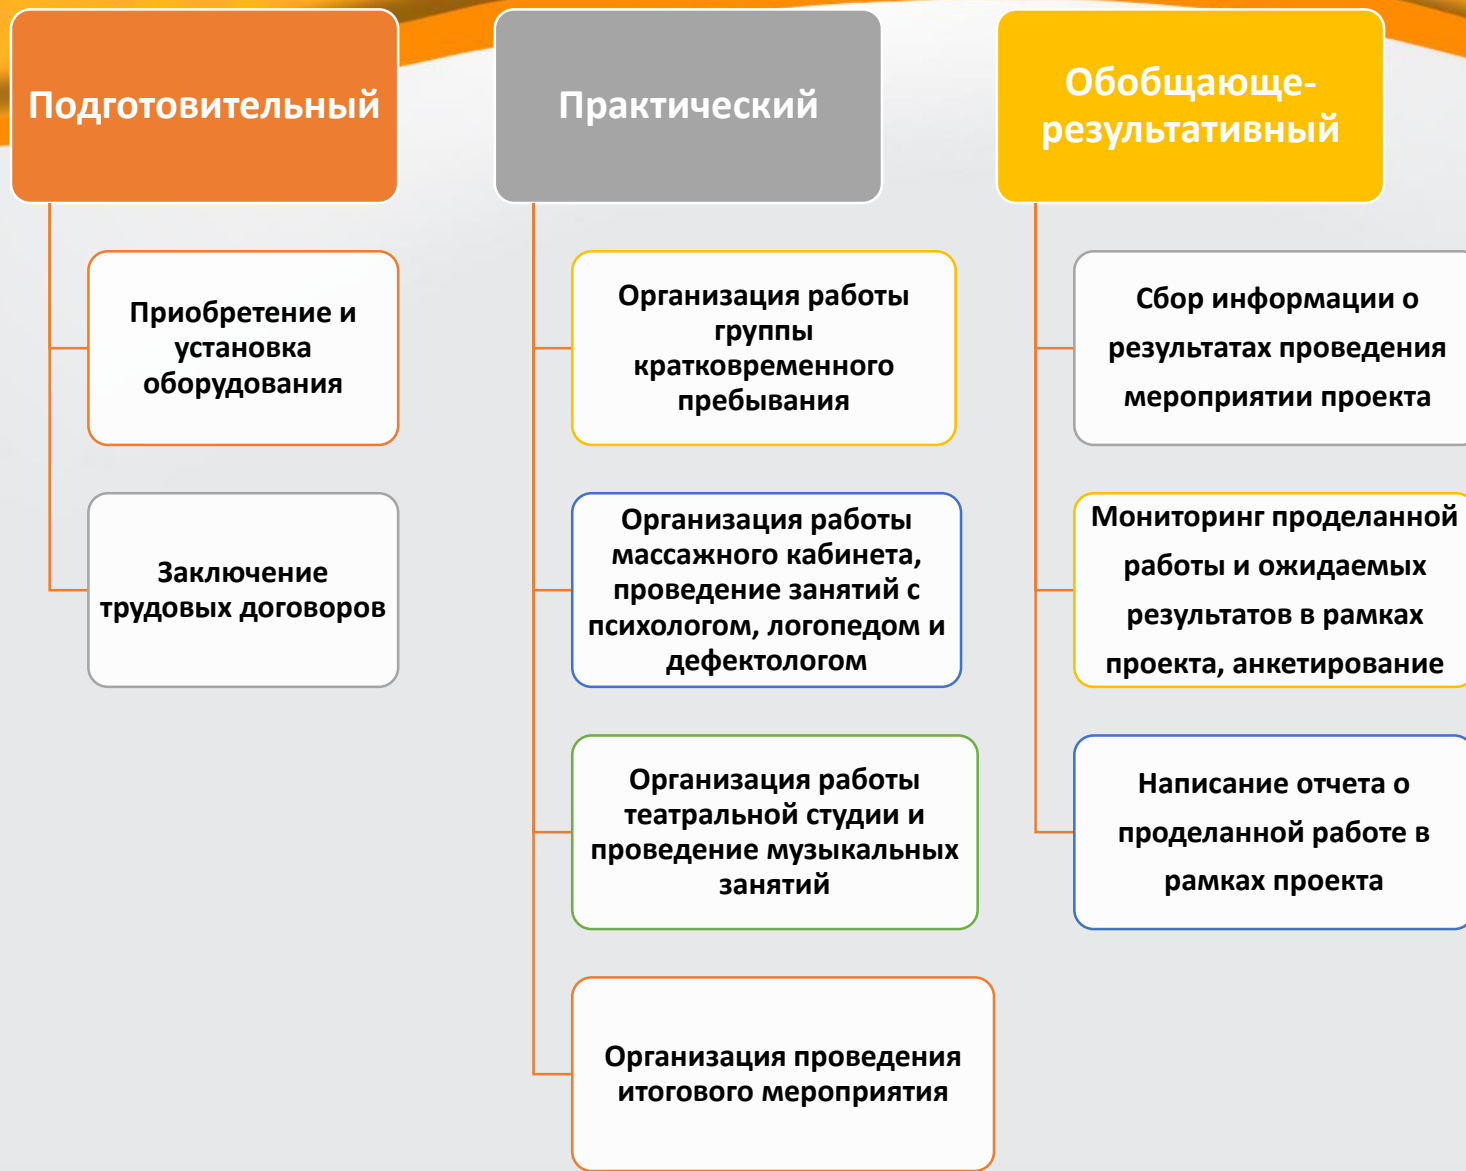 Подготовительный
Приобретение и
установка
оборудования
Заключение
трудовых договоров
Практический
Организация работы
группы
кратковременного
пребывания
Организация работы
массажного кабинета,
проведение занятий с
психологом, логопедом и
дефектологом
Организация работы
театральной студии и
проведение музыкальных
занятий
Организация проведения
итогового мероприятия
Обобщающе-
результативный
Сбор информации о
результатах проведения
мероприятии проекта
Мониторинг проделанной
работы и ожидаемых
результатов в рамках
проекта, анкетирование
Написание отчета о
проделанной работе в
рамках проекта